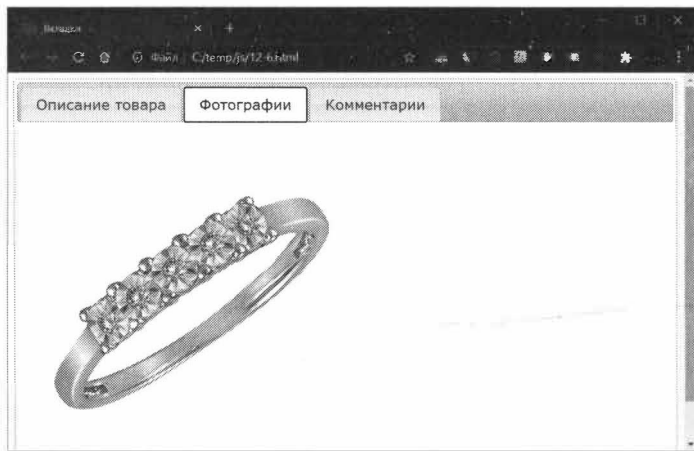 Вкладки
Файл C:/temp/js/12-6.html
Описание товара Фотографии Комментарии